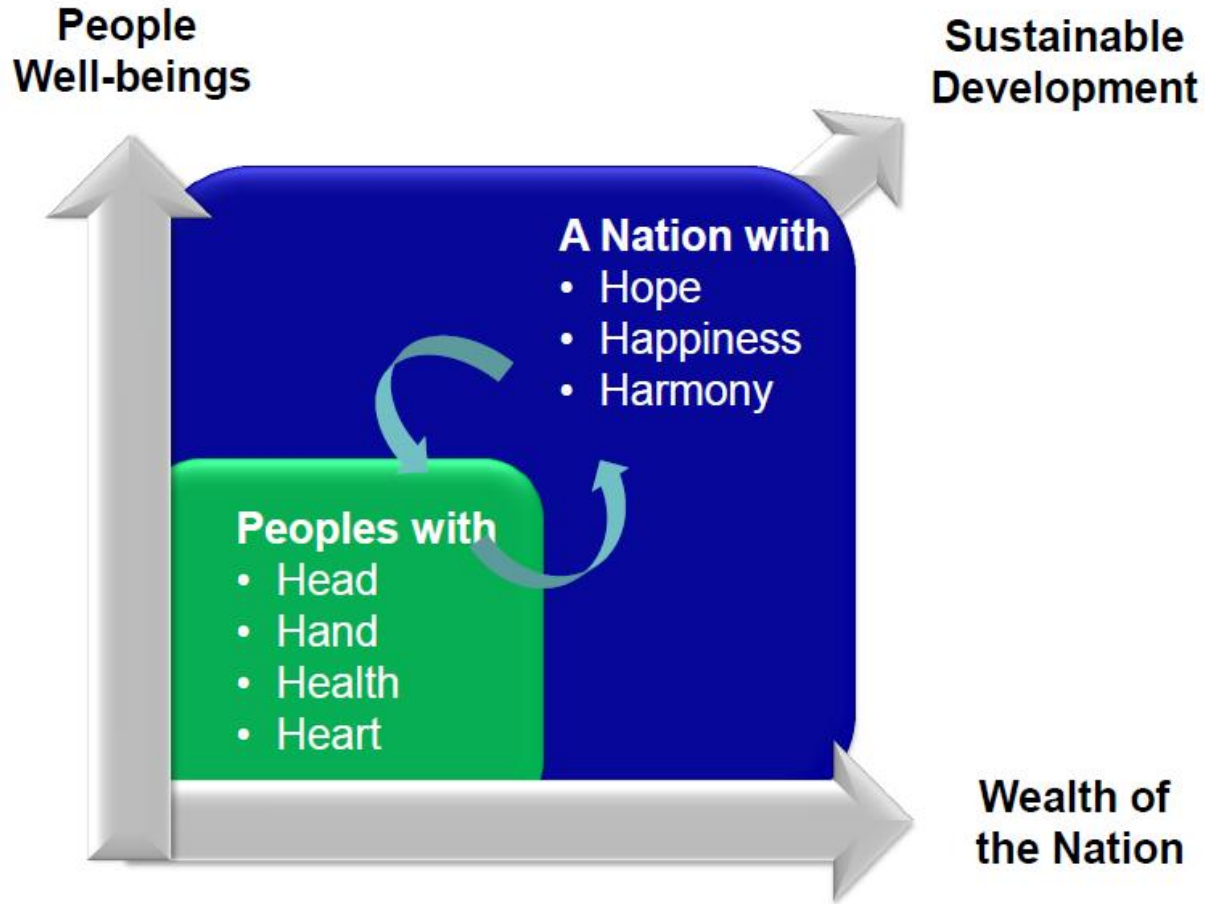 People
Well-beings
Sustainable
Development
A Nation with
• Hope
• Happiness
• Harmony
Peoples with
• Head
• Hand
• Health
• Heart
Wealth of
the Nation